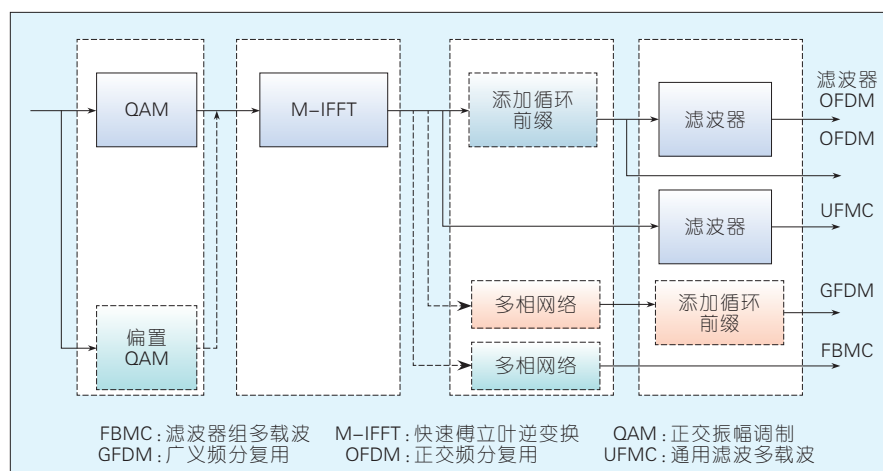 QAM
M-IFFT
添加循环
前缀
滤波器
滤波器
OFDM
OFDM
滤波器
UFMC
偏置
QAM
多相网络
添加循环
前缀
GFDM
多相网络
FBMC
FBMC:滤波器组多载波 M-IFFT:快速傅立叶逆变换 QAM:正交振幅调制
GFDM:广义频分复用 OFDM:正交频分复用 UFMC:通用滤波多载波